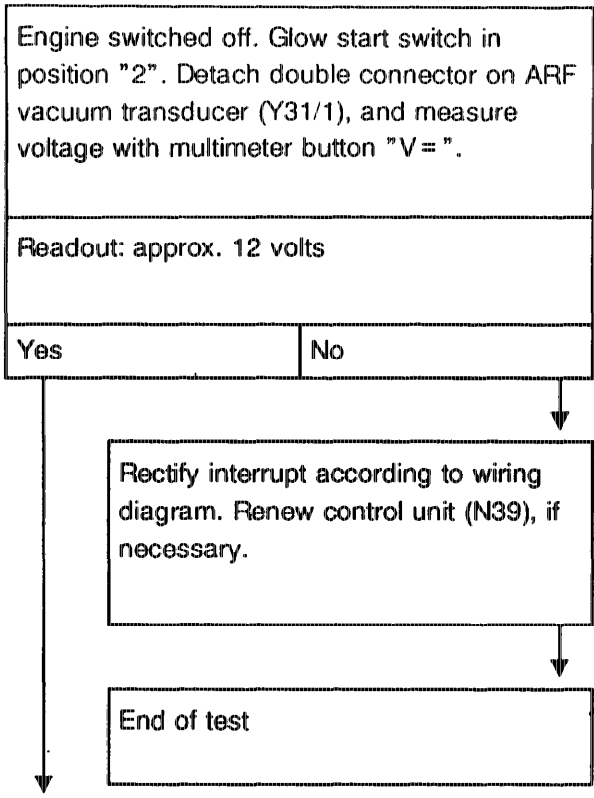 Engine switched off. Glow start switch in
position "2". Detach double connector on ARF
vacuum transducer (Y31/1), and measure
voltage with multimeter button "V=".
Readout: approx. 12 volts
Yes
No
Rectify interrupt according to wiring
diagram. Renew control unit (N39), if
necessary.
End of test